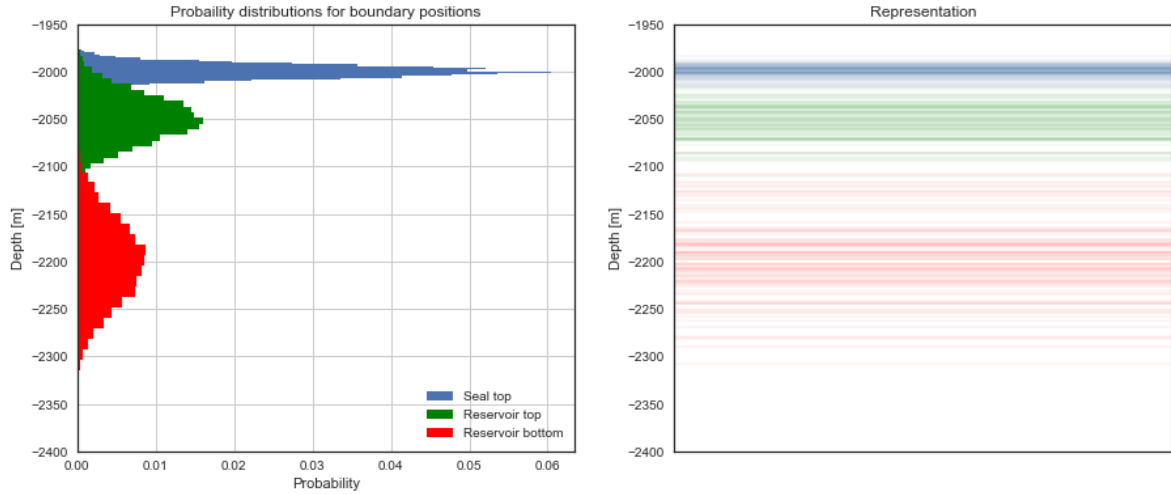 Probaility distributions for boundary positions
−1950
−2000
−2050
−2100
−2150
−2200
−2250
−2300
−2350
−2400
Depth [m]
Seal top
Reservoir top
Reservoir bottom
0.00 0.01 0.02 0.03 0.04 0.05 0.06
Probability
Representation
−1950
−2000
−2050
−2100
−2150
−2200
−2250
−2300
−2350
−2400
Depth [m]